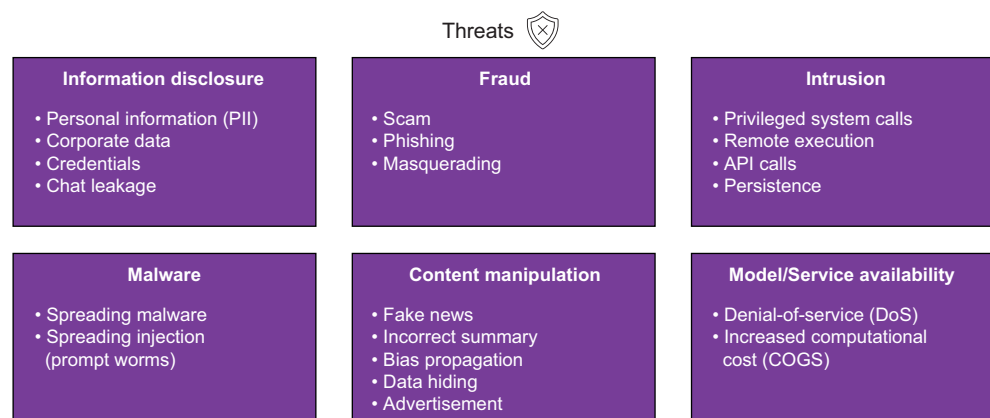 Threats
Information disclosure
• Personal information (PII)
• Corporate data
• Credentials
• Chat leakage
Fraud
• Scam
• Phishing
• Masquerading
Intrusion
• Privileged system calls
• Remote execution
• API calls
• Persistence
Malware
• Spreading malware
• Spreading injection
(prompt worms)
Content manipulation
• Fake news
• Incorrect summary
• Bias propagation
• Data hiding
• Advertisement
Model/Service availability
• Denial-of-service (DoS)
• Increased computational
cost (COGS)